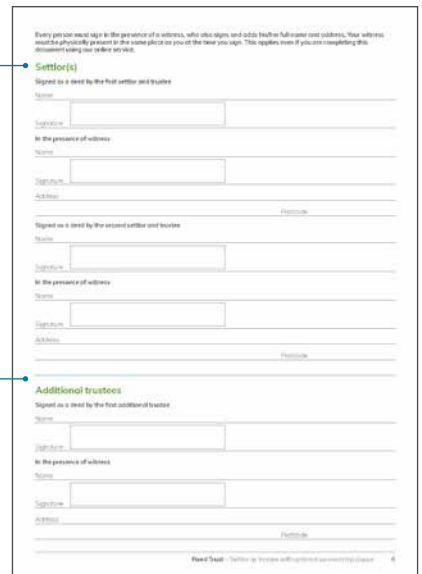 Every person must sign in the presence of a witness, who also signs and adds his/her full name and address. Your witness
must be physically present in the same place as you at the time you sign. This applies even if you are completing this
document using our online service.
Settlor(s)
Signed as a deed by the first settlor and trustee
Name
Signature
In the presence of witness
Name
Signature
Address
Postcode
Signed as a deed by the second settlor and trustee
Name
Signature
In the presence of witness
Name
Signature
Address
Postcode
Additional trustees
Signed as a deed by the first additional trustee
Name
Signature
In the presence of witness
Name
Signature
Address
Postcode
Fixed Trust – Settlor as trustee with